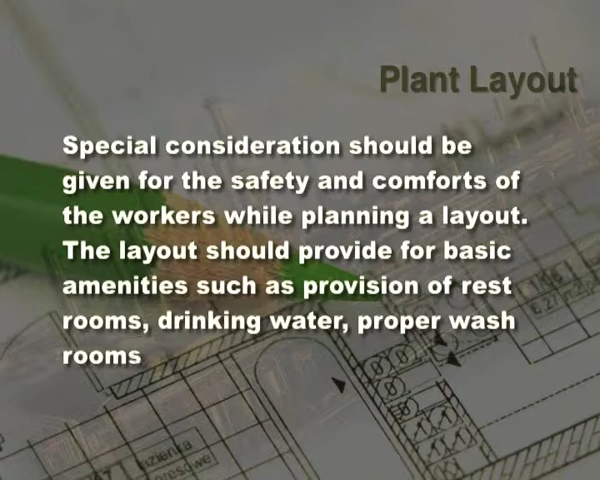 Plant Layout
Special consideration should be
given for the safety and comforts of
the workers while planning a layout.
The layout should provide for basic
amenities such as provision of rest
rooms, drinking water, proper wash
rooms
łazienka